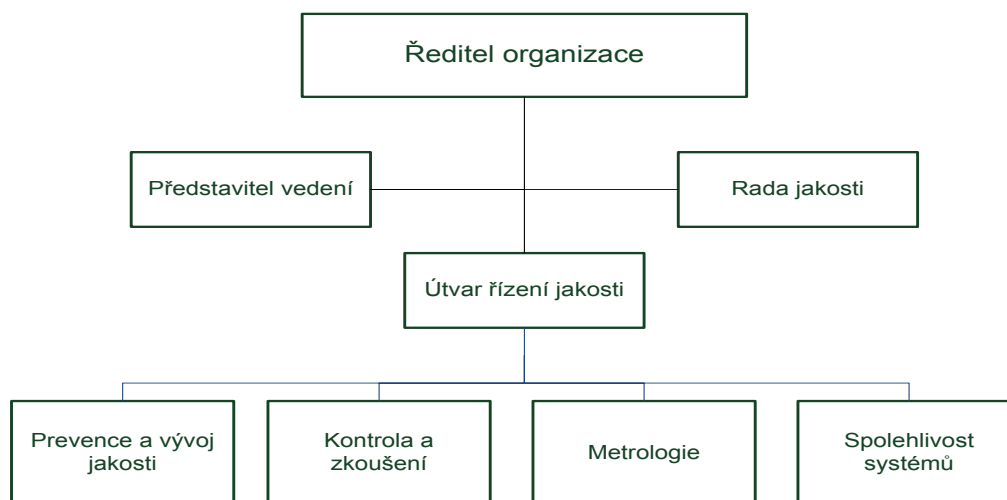 Ředitel organizace
Představitel vedení
Rada jakosti
Útvar řízení jakosti
Prevence a vývoj
jakosti
Kontrola a
zkoušení
Metrologie
Spolehlivost
systémů